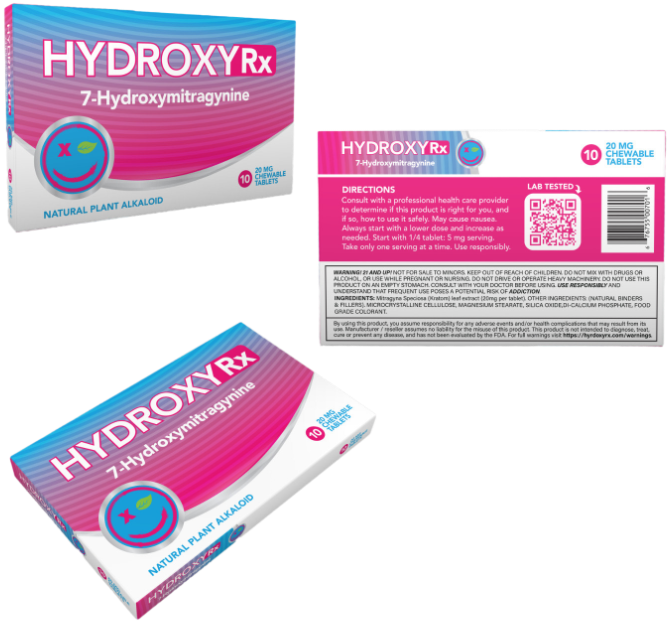 HYDROXYRx
7-Hydroxymitragynine
10
20 MG
CHEWABLE
TABLETS
NATURAL PLANT ALKALOID
HYDROXYRx
7-Hydroxymitragynine
10
20 MG
CHEWABLE
TABLETS
DIRECTIONS
Consult with a professional health care provider
to determine if this product is right for you, and
if so, how to use it safely. May cause nausea.
Always start with a lower dose and increase as
needed. Start with 1/4 tablet: 5 mg serving.
Take only one serving at a time. Use responsibly.
LAB TESTED
WARNING! 21 AND UP! NOT FOR SALE TO MINORS. KEEP OUT OF REACH OF CHILDREN. DO NOT MIX WITH DRUGS OR
ALCOHOL, OR USE WHILE PREGNANT OR NURSING. DO NOT DRIVE OR OPERATE HEAVY MACHINERY. DO NOT USE THIS
PRODUCT ON AN EMPTY STOMACH. CONSULT WITH YOUR DOCTOR BEFORE USING. USE RESPONSIBLY AND
UNDERSTAND THAT FREQUENT USE POSES A POTENTIAL RISK OF ADDICTION.
INGREDIENTS: Mitragyna Speciosa (Kratom) leaf extract (20mg per tablet). OTHER INGREDIENTS: (NATURAL BINDERS
& FILLERS), MICROCRYSTALLINE CELLULOSE, MAGNESIUM STEARATE, SILICA OXIDE,DI-CALCIUM PHOSPHATE, FOOD
GRADE COLORANT.
By using this product, you assume responsibility for any adverse events and/or health complications that may result from its
use. Manufacturer / reseller assumes no liability for the misuse of this product. This product is not intended to diagnose, treat,
cure or prevent any disease, and has not been evaluated by the FDA. For full warnings visit https://hydroxyrx.com/warnings.
HYDROXYRx
7-Hydroxymitragynine
10
20 MG
CHEWABLE
TABLETS
NATURAL PLANT ALKALOID
HYDROXYRx